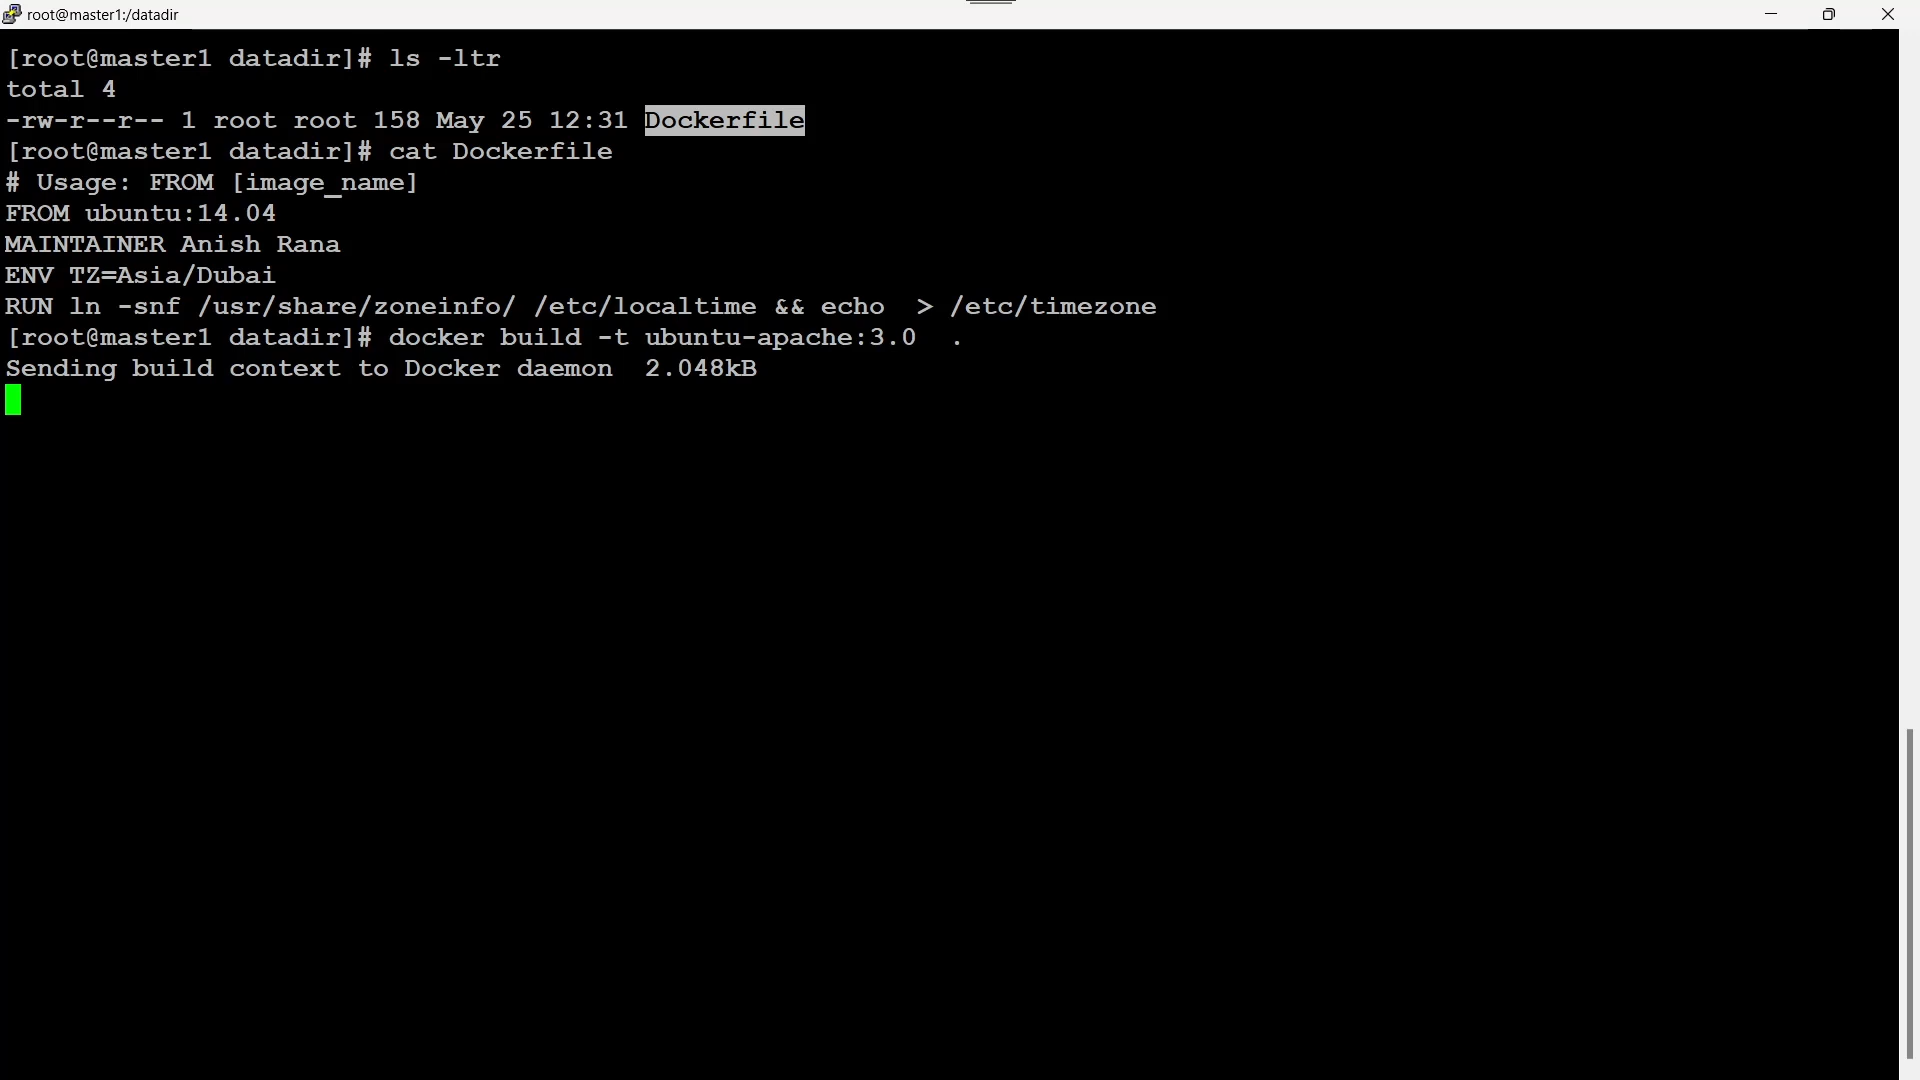 root@master1:/datadir
[root@master1 datadir]# ls -ltr
total 4
-rw-r--r-- 1 root root 158 May 25 12:31 Dockerfile
[root@master1 datadir]# cat Dockerfile
# Usage: FROM [image_name]
FROM ubuntu:14.04
MAINTAINER Anish Rana
ENV TZ=Asia/Dubai
RUN ln -snf /usr/share/zoneinfo/ /etc/localtime && echo  > /etc/timezone
[root@master1 datadir]# docker build -t ubuntu-apache:3.0  .
Sending build context to Docker daemon  2.048kB